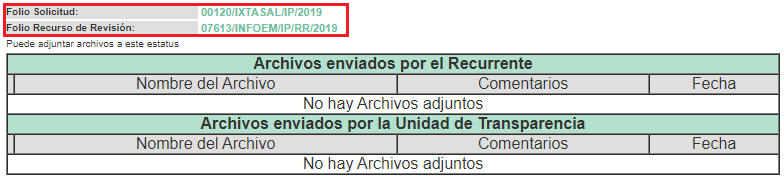 Folio Solicitud: 00120/IXTASAL/IP/2019
Folio Recurso de Revisión: 07613/INFOEM/IP/RR/2019
Puede adjuntar archivos a este estatus
Archivos enviados por el Recurrente
Nombre del Archivo Comentarios Fecha
No hay Archivos adjuntos
Archivos enviados por la Unidad de Transparencia
Nombre del Archivo Comentarios Fecha
No hay Archivos adjuntos